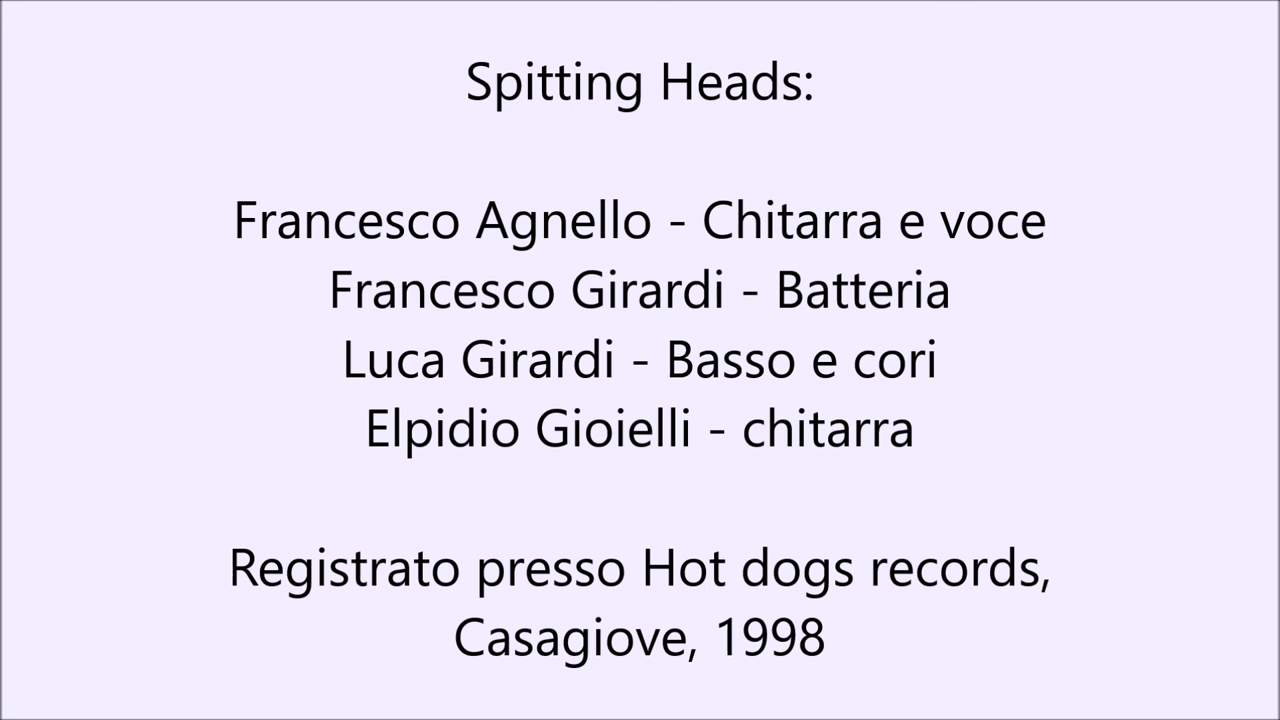 Spitting Heads:
Francesco Agnello - Chitarra e voce
Francesco Girardi - Batteria
Luca Girardi - Basso e cori
Elpidio Gioielli - chitarra
Registrato presso Hot dogs records,
Casagiove, 1998